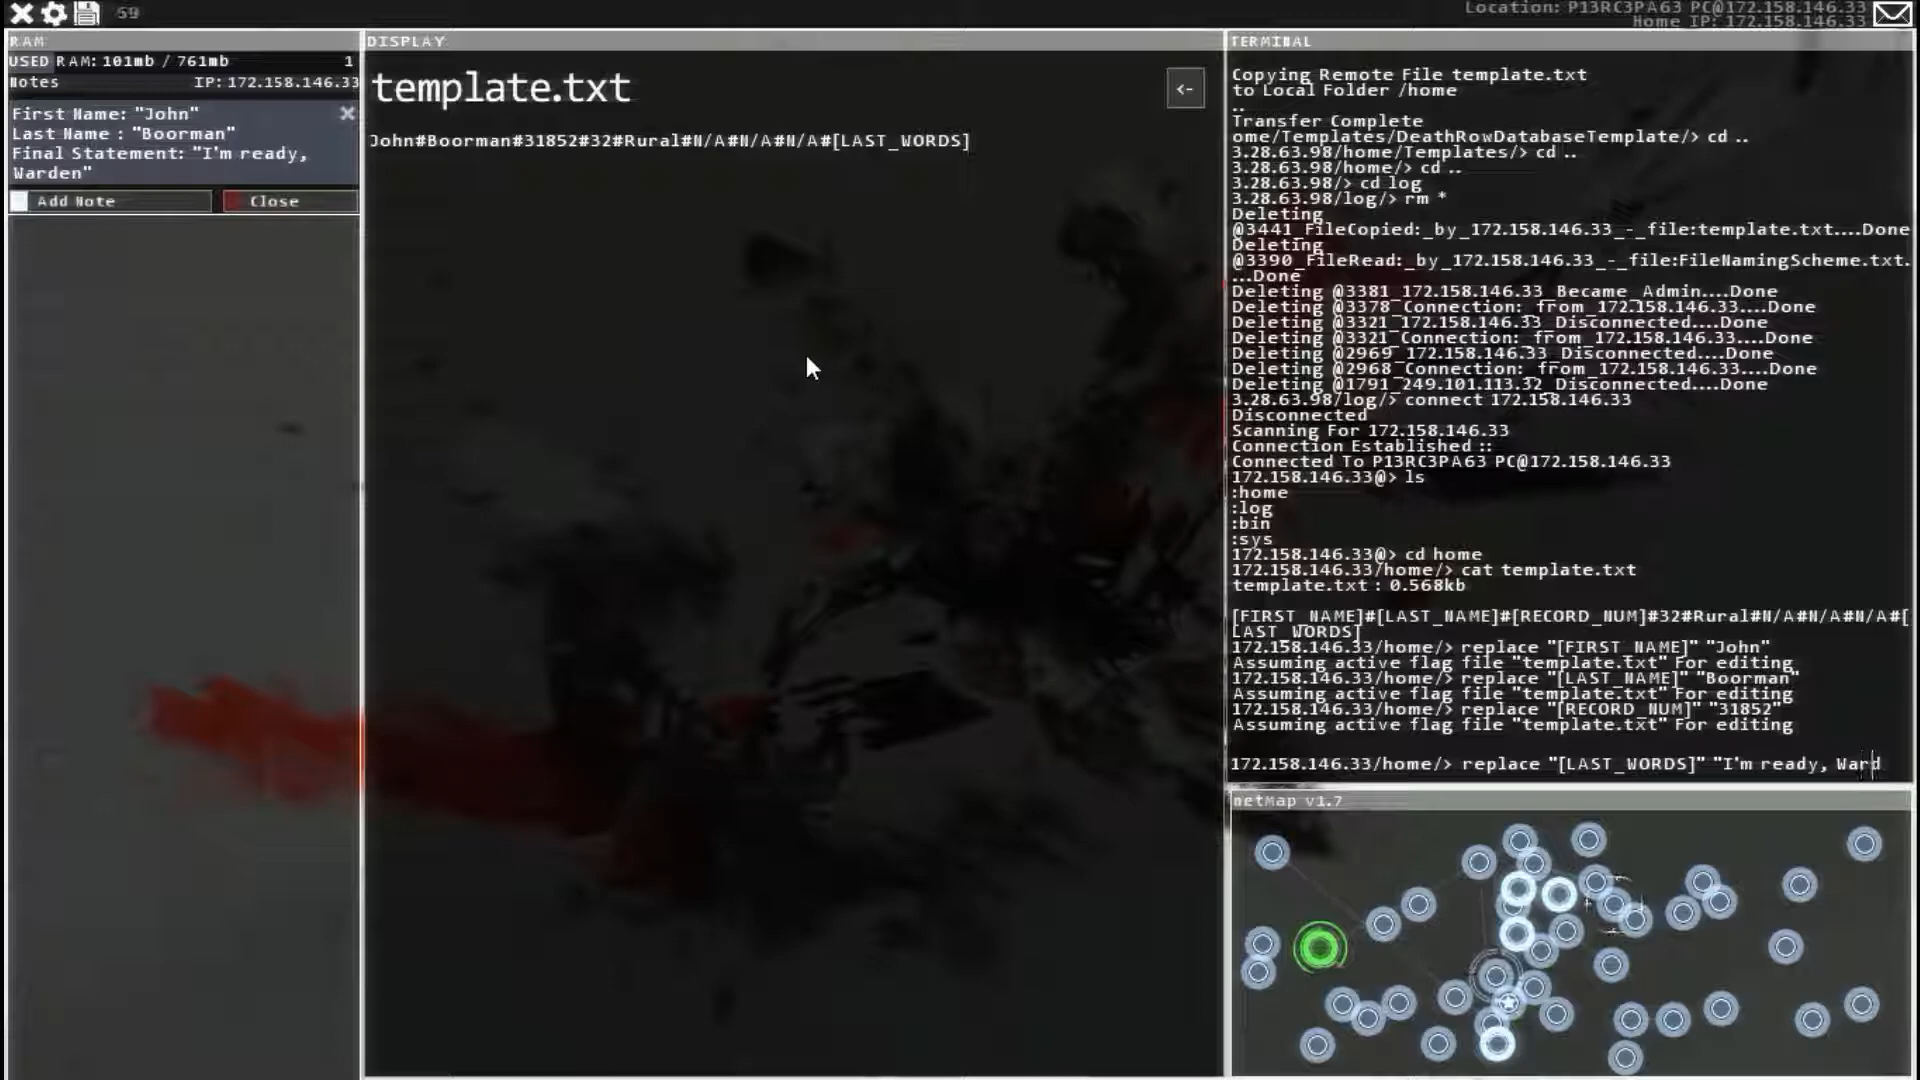 59
Location: P13RC3PA63 PC@172.158.146.33
Home IP: 172.158.146.33
RAM
USED RAM: 101mb / 761mb 1
Notes IP: 172.158.146.33
First Name: "John"
Last Name : "Boorman"
Final Statement: "I'm ready,
Warden"
Add Note Close
DISPLAY
template.txt
<-
John#Boorman#31852#32#Rural#N/A#N/A#N/A#[LAST_WORDS]
TERMINAL
Copying Remote File template.txt
to Local Folder /home
..
Transfer Complete
ome/Templates/DeathRowDatabaseTemplate/> cd ..
3.28.63.98/home/Templates/> cd ..
3.28.63.98/home/> cd ..
3.28.63.98/> cd log
3.28.63.98/log/> rm *
Deleting
@3441_FileCopied:_by_172.158.146.33_-_file:template.txt....Done
Deleting
@3390_FileRead:_by_172.158.146.33_-_file:FileNamingScheme.txt.
...Done
Deleting @3381_172.158.146.33_Became_Admin....Done
Deleting @3378_Connection:_from_172.158.146.33....Done
Deleting @3321_172.158.146.33_Disconnected....Done
Deleting @3321_Connection:_from_172.158.146.33....Done
Deleting @2969_172.158.146.33_Disconnected....Done
Deleting @2968_Connection:_from_172.158.146.33....Done
Deleting @1791_249.101.113.32_Disconnected....Done
3.28.63.98/log/> connect 172.158.146.33
Disconnected
Scanning For 172.158.146.33
Connection Established ::
Connected To P13RC3PA63 PC@172.158.146.33
172.158.146.33@> ls
:home
:log
:bin
:sys
172.158.146.33@> cd home
172.158.146.33/home/> cat template.txt
template.txt : 0.568kb
[FIRST_NAME]#[LAST_NAME]#[RECORD_NUM]#32#Rural#N/A#N/A#N/A#[
LAST_WORDS]
172.158.146.33/home/> replace "[FIRST_NAME]" "John"
Assuming active flag file "template.txt" For editing
172.158.146.33/home/> replace "[LAST_NAME]" "Boorman"
Assuming active flag file "template.txt" For editing
172.158.146.33/home/> replace "[RECORD_NUM]" "31852"
Assuming active flag file "template.txt" For editing
172.158.146.33/home/> replace "[LAST_WORDS]" "I'm ready, Ward
netMap v1.7